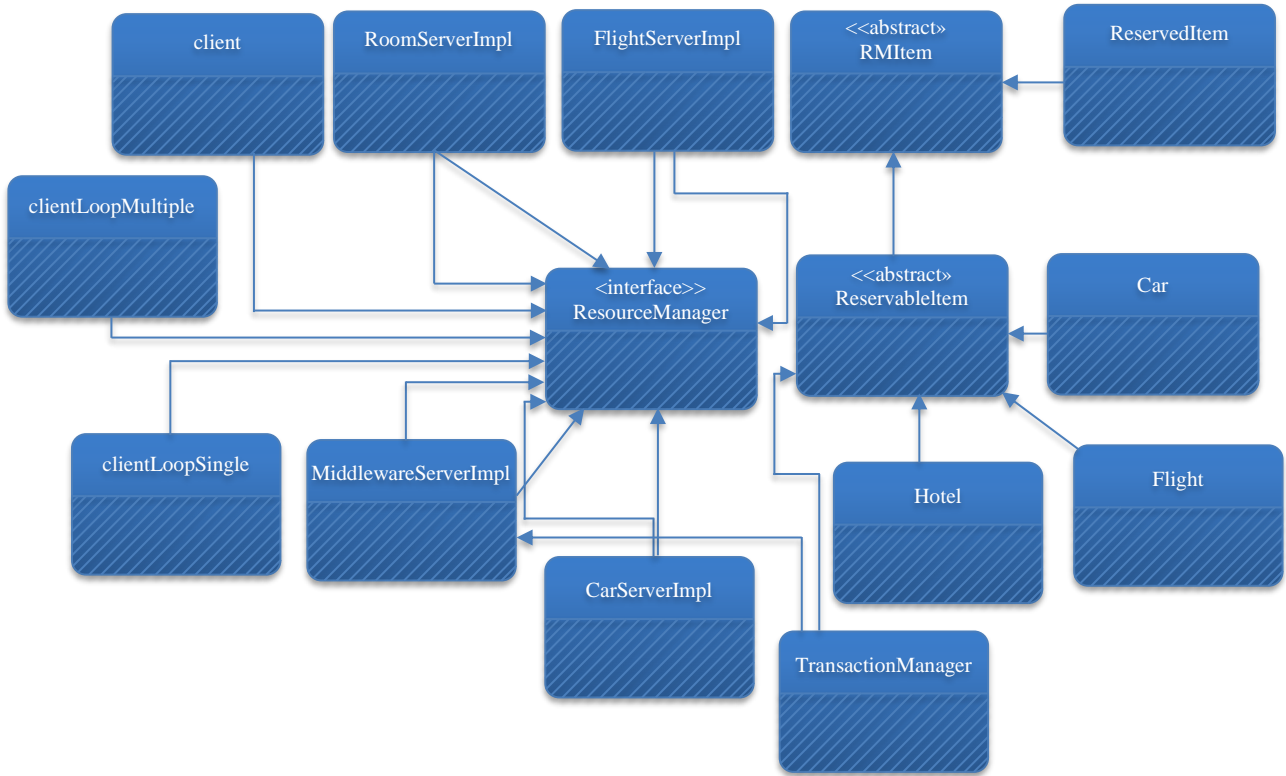 client
RoomServerImpl
FlightServerImpl
<<abstract»
RMItem
ReservedItem
clientLoopMultiple
<interface>>
ResourceManager
<<abstract»
ReservableItem
Car
clientLoopSingle
MiddlewareServerImpl
Hotel
Flight
CarServerImpl
TransactionManager